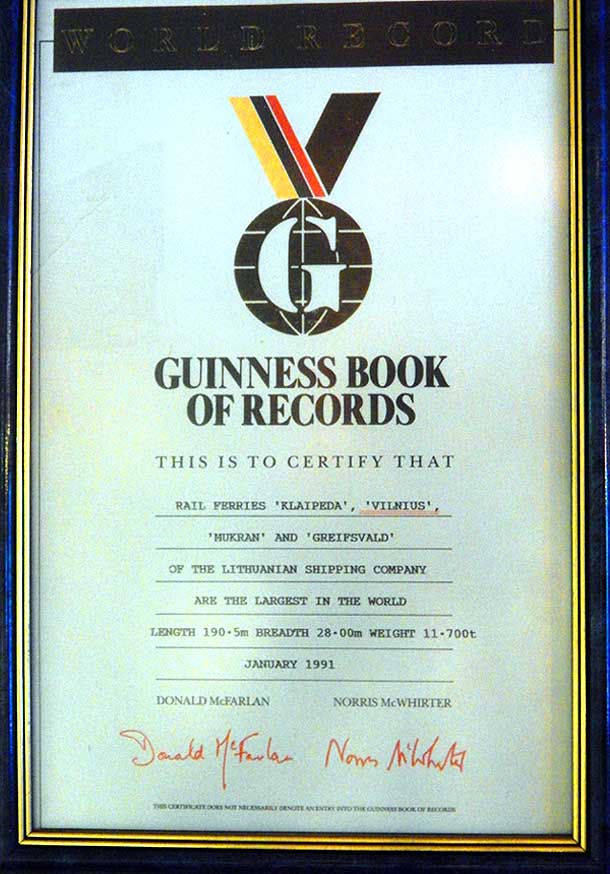 WORLD RECORD
G
GUINNESS BOOK
OF RECORDS
THIS IS TO CERTIFY THAT
RAIL FERRIES 'KLAIPEDA', 'VILNIUS',
'MUKRAN' AND 'GREIFSVALD'
OF THE LITHUANIAN SHIPPING COMPANY
ARE THE LARGEST IN THE WORLD
LENGTH 190·5m BREADTH 28·00m WEIGHT 11·700t
JANUARY 1991
DONALD McFARLAN NORRIS McWHIRTER
Donald McFarlan Norris McWhirter
THIS CERTIFICATE DOES NOT NECESSARILY DENOTE AN ENTRY INTO THE GUINNESS BOOK OF RECORDS